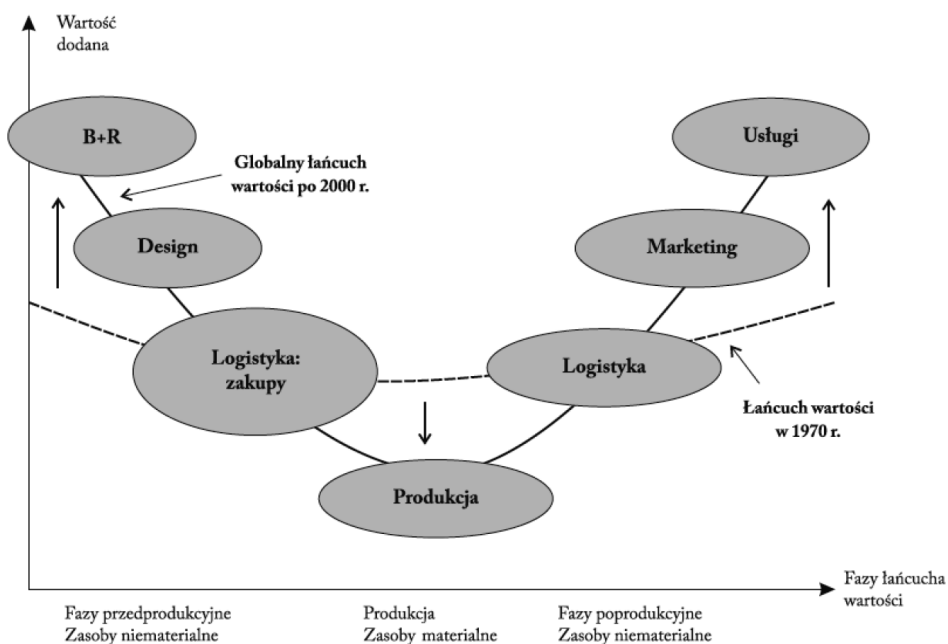 Wartość
dodana
B+R
Usługi
Globalny łańcuch
wartości po 2000 r.
Design
Marketing
Logistyka:
zakupy
Logistyka
Łańcuch wartości
w 1970 r.
Produkcja
Fazy łańcucha
wartości
Fazy przedprodukcyjne
Zasoby niematerialne
Produkcja
Zasoby materialne
Fazy poprodukcyjne
Zasoby niematerialne